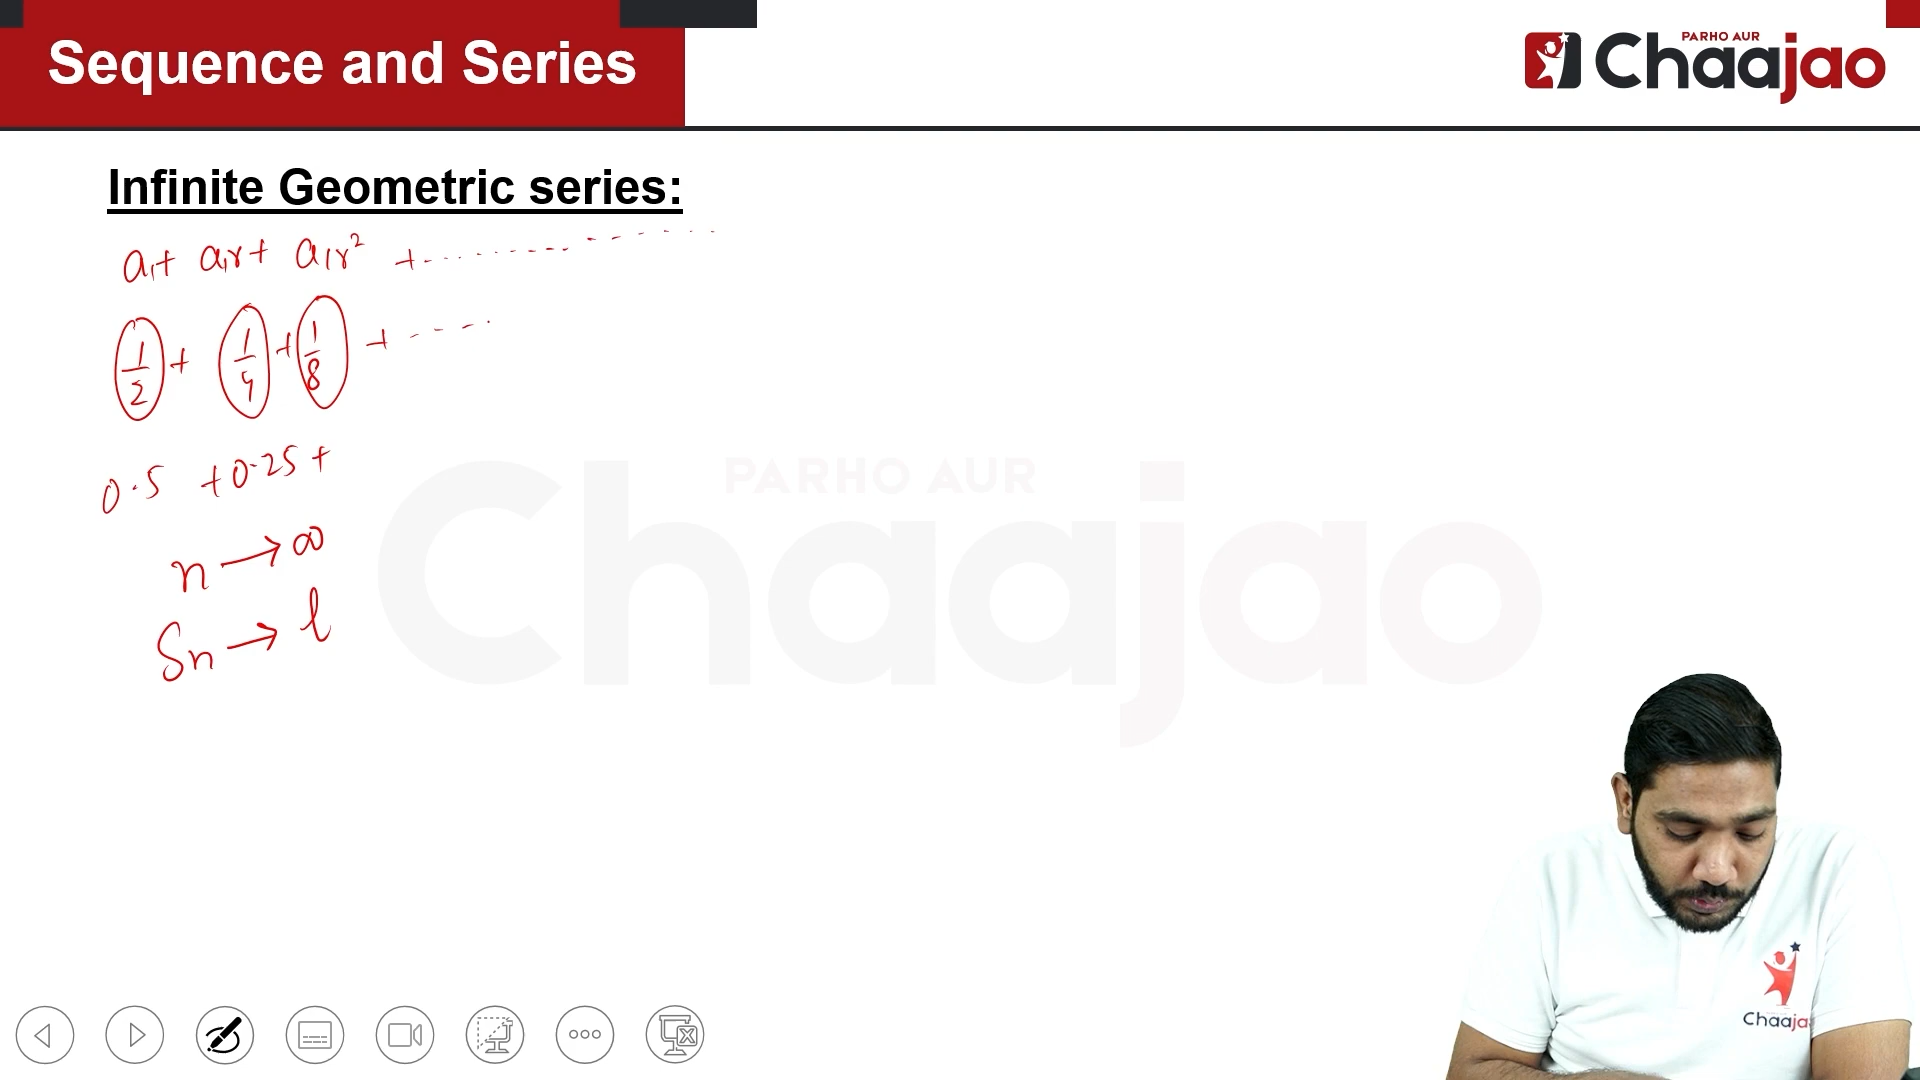 Sequence and Series
PARHO AUR
Chaajao
Infinite Geometric series:
a₁+ a₁r+ a₁r² +...........
1/2 + 1/4 + 1/8 + ....
0.5 +0.25 +
n → ∞
Sn → l
PARHO AUR
Chaajao
Chaaja